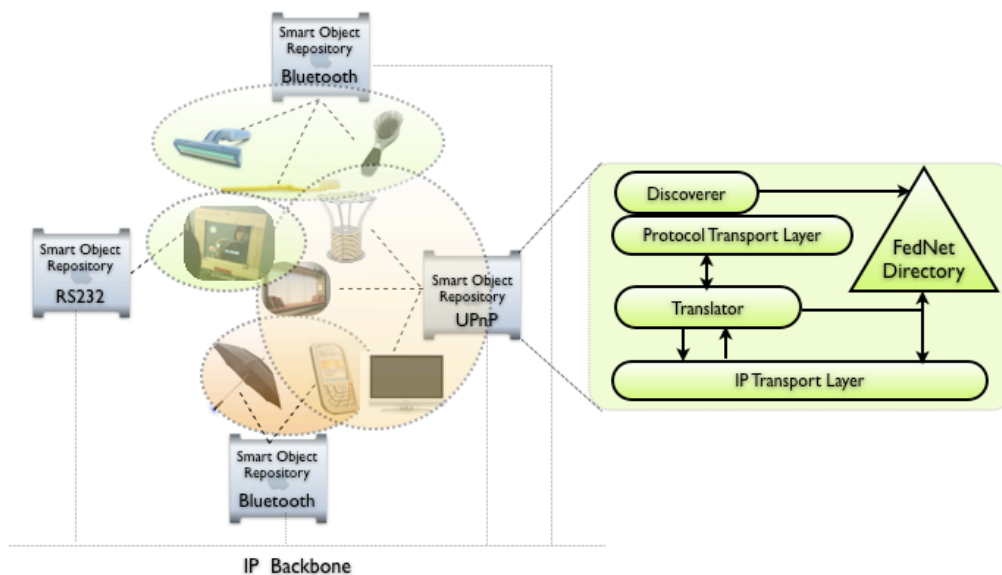 Smart Object
Repository
Bluetooth
Smart Object
Repository
RS232
Smart Object
Repository
UPnP
Smart Object
Repository
Bluetooth
IP Backbone
Discoverer
Protocol Transport Layer
Translator
IP Transport Layer
FedNet
Directory